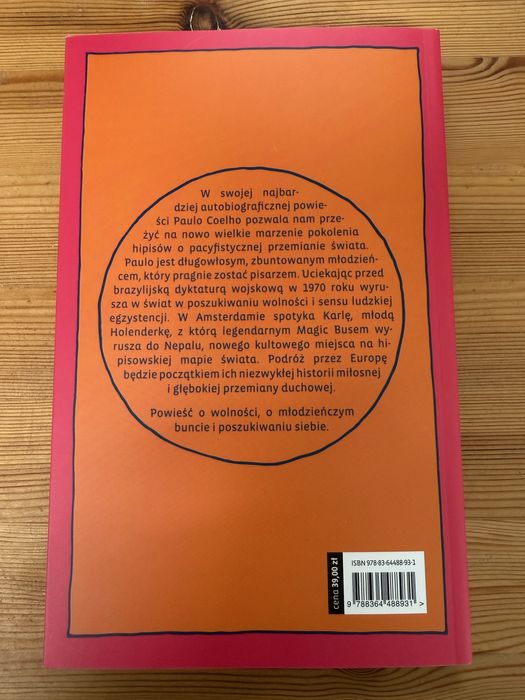 W swojej najbar-
dziej autobiograficznej powie-
ści Paulo Coelho pozwala nam prze-
żyć na nowo wielkie marzenie pokolenia
hipisów o pacyfistycznej przemianie świata.
Paulo jest długowłosym, zbuntowanym młodzień-
cem, który pragnie zostać pisarzem. Uciekając przed
brazylijską dyktaturą wojskową w 1970 roku wyru-
sza w świat w poszukiwaniu wolności i sensu ludzkiej
egzystencji. W Amsterdamie spotyka Karlę, młodą
Holenderkę, z którą legendarnym Magic Busem wy-
rusza do Nepalu, nowego kultowego miejsca na hi-
pisowskiej mapie świata. Podróż przez Europę
będzie początkiem ich niezwykłej historii miłosnej
i głębokiej przemiany duchowej.
Powieść o wolności, o młodzieńczym
buncie i poszukiwaniu siebie.
ISBN 978-83-64488-93-1
cena 39,00 zł
9 788364 488931 >